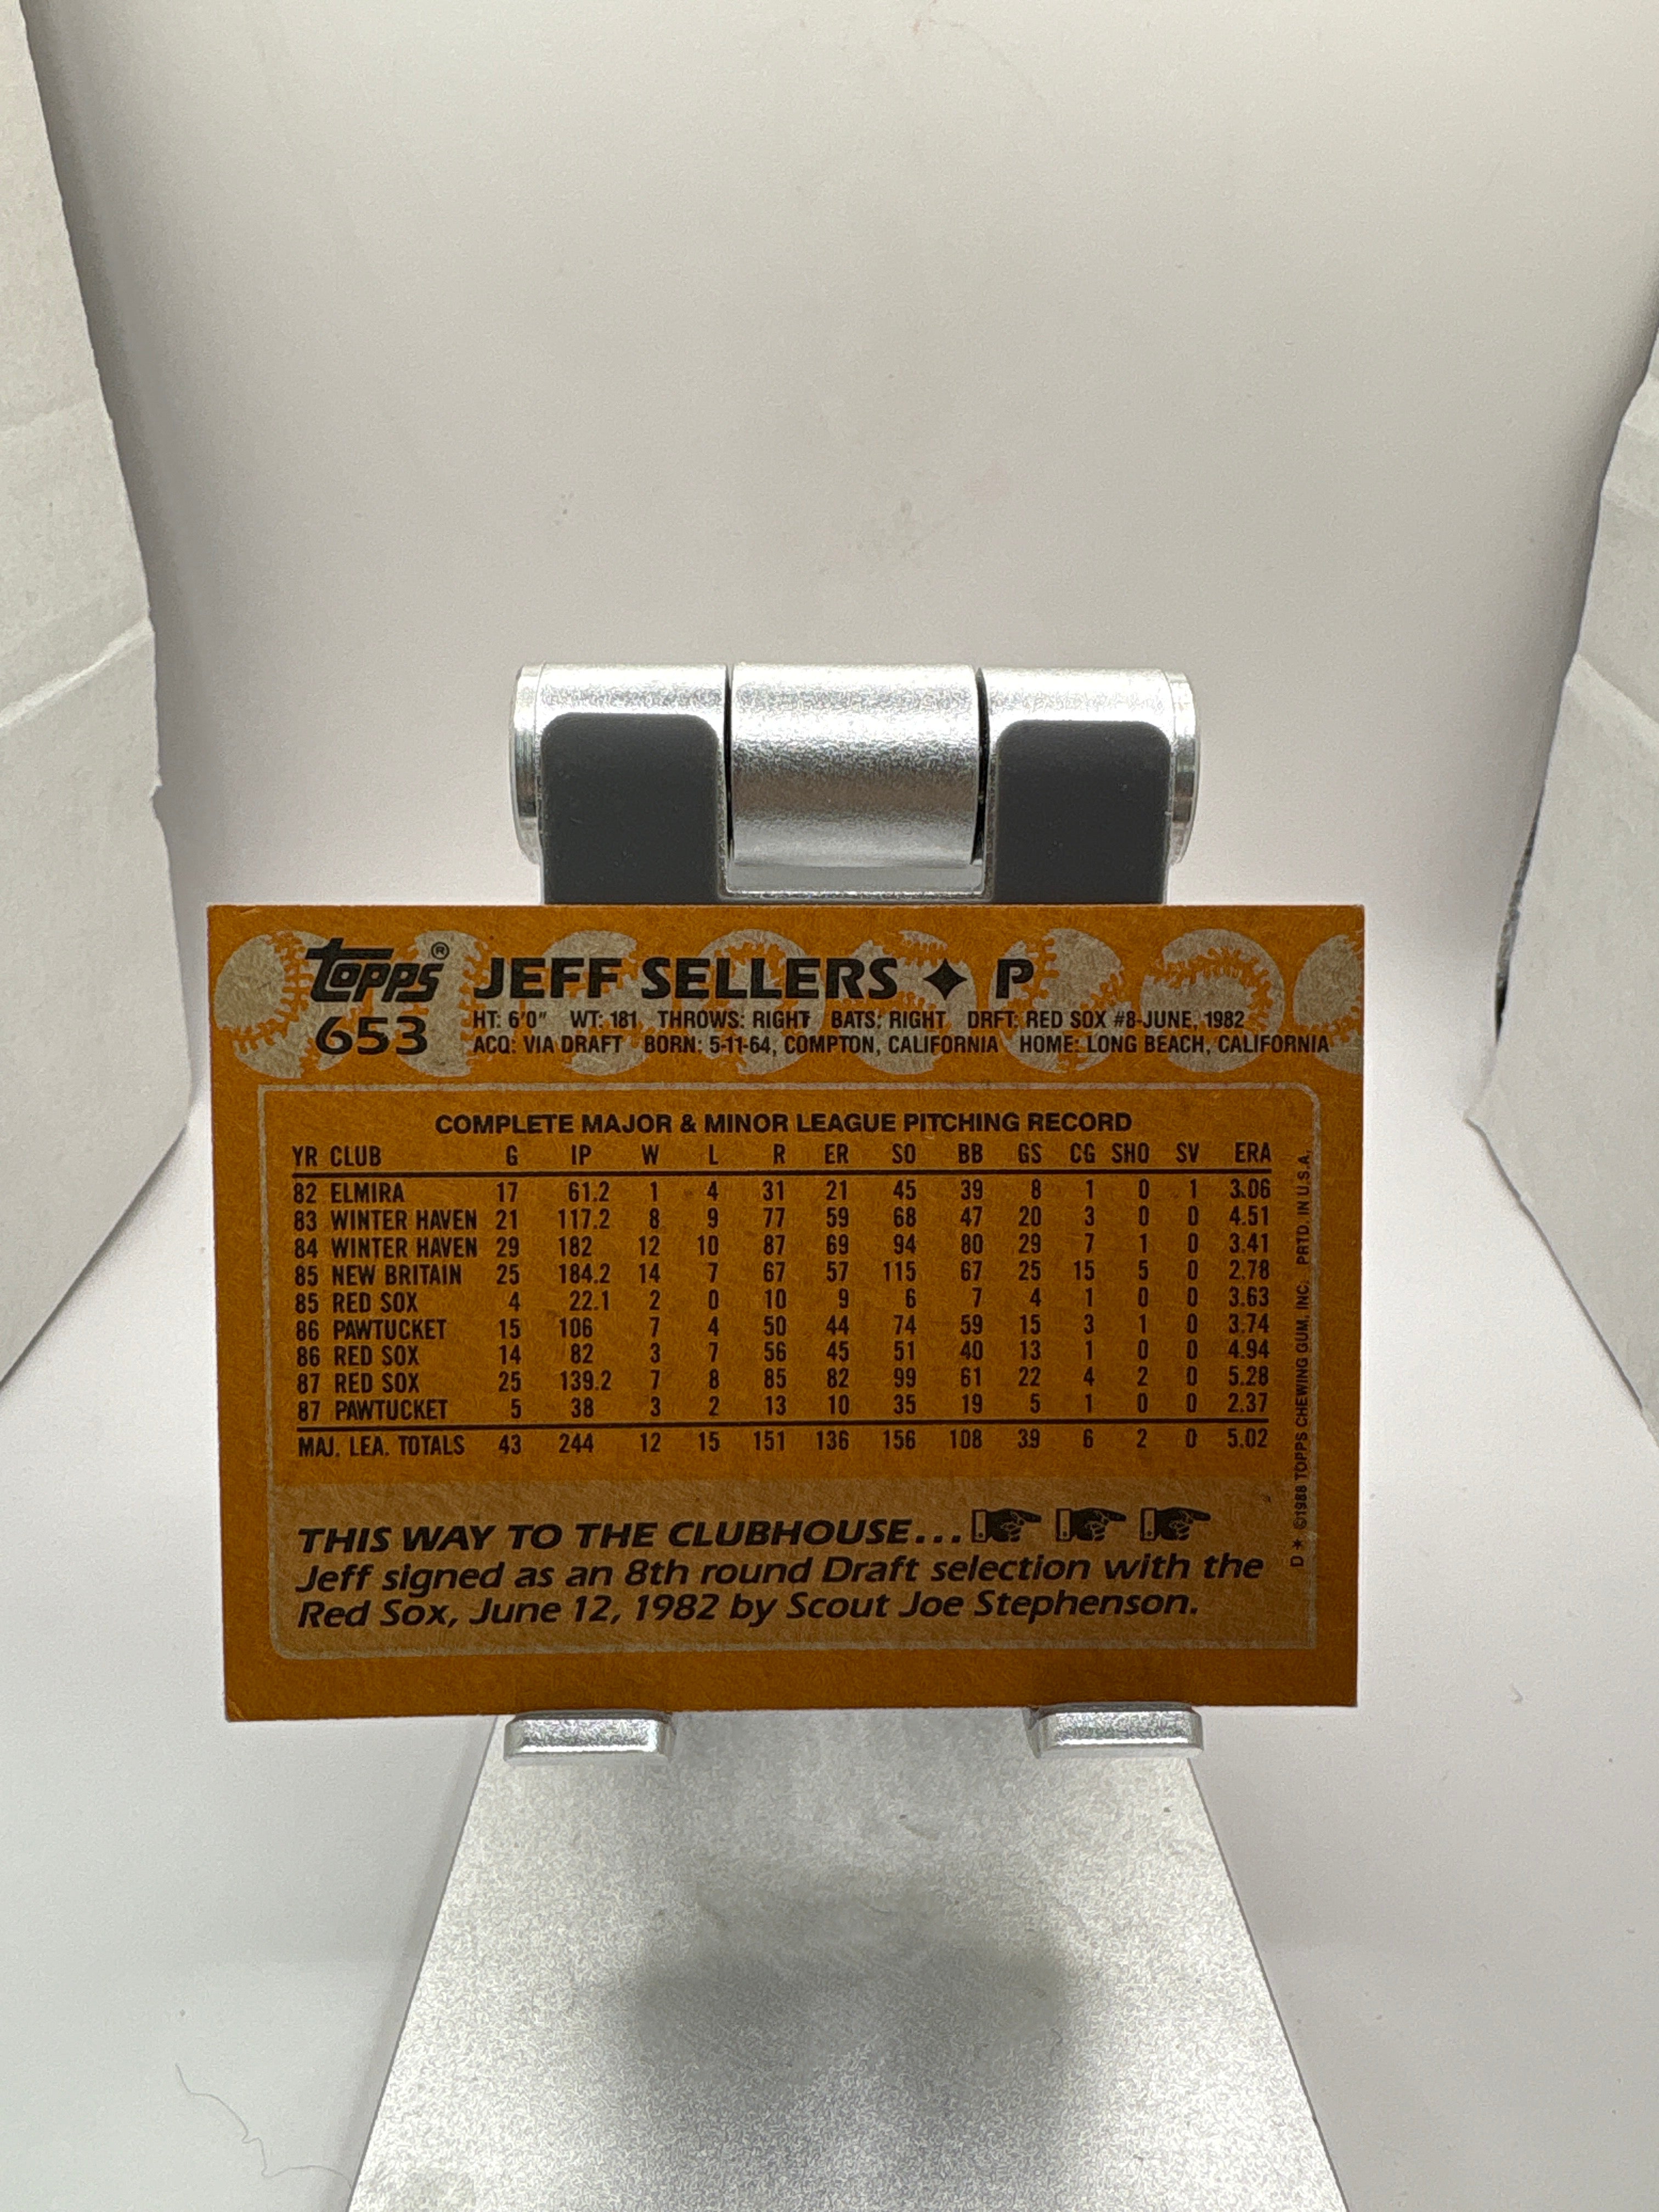 Topps® JEFF SELLERS ✦ P
653 HT: 6'0" WT: 181 THROWS: RIGHT BATS: RIGHT DRFT: RED SOX #8-JUNE, 1982
ACQ: VIA DRAFT BORN: 5-11-64, COMPTON, CALIFORNIA HOME: LONG BEACH, CALIFORNIA
COMPLETE MAJOR & MINOR LEAGUE PITCHING RECORD
YR CLUB G IP W L R ER SO BB GS CG SHO SV ERA
82 ELMIRA 17 61.2 1 4 31 21 45 39 8 1 0 1 3.06
83 WINTER HAVEN 21 117.2 8 9 77 59 68 47 20 3 0 0 4.51
84 WINTER HAVEN 29 182 12 10 87 69 94 80 29 7 1 0 3.41
85 NEW BRITAIN 25 184.2 14 7 67 57 115 67 25 15 5 0 2.78
85 RED SOX 4 22.1 2 0 10 9 6 7 4 1 0 0 3.63
86 PAWTUCKET 15 106 7 4 50 44 74 59 15 3 1 0 3.74
86 RED SOX 14 82 3 7 56 45 51 40 13 1 0 0 4.94
87 RED SOX 25 139.2 7 8 85 82 99 61 22 4 2 0 5.28
87 PAWTUCKET 5 38 3 2 13 10 35 19 5 1 0 0 2.37
MAJ. LEA. TOTALS 43 244 12 15 151 136 156 108 39 6 2 0 5.02
THIS WAY TO THE CLUBHOUSE...
Jeff signed as an 8th round Draft selection with the
Red Sox, June 12, 1982 by Scout Joe Stephenson.
D* ©1988 TOPPS CHEWING GUM, INC. PRTD. IN U.S.A.